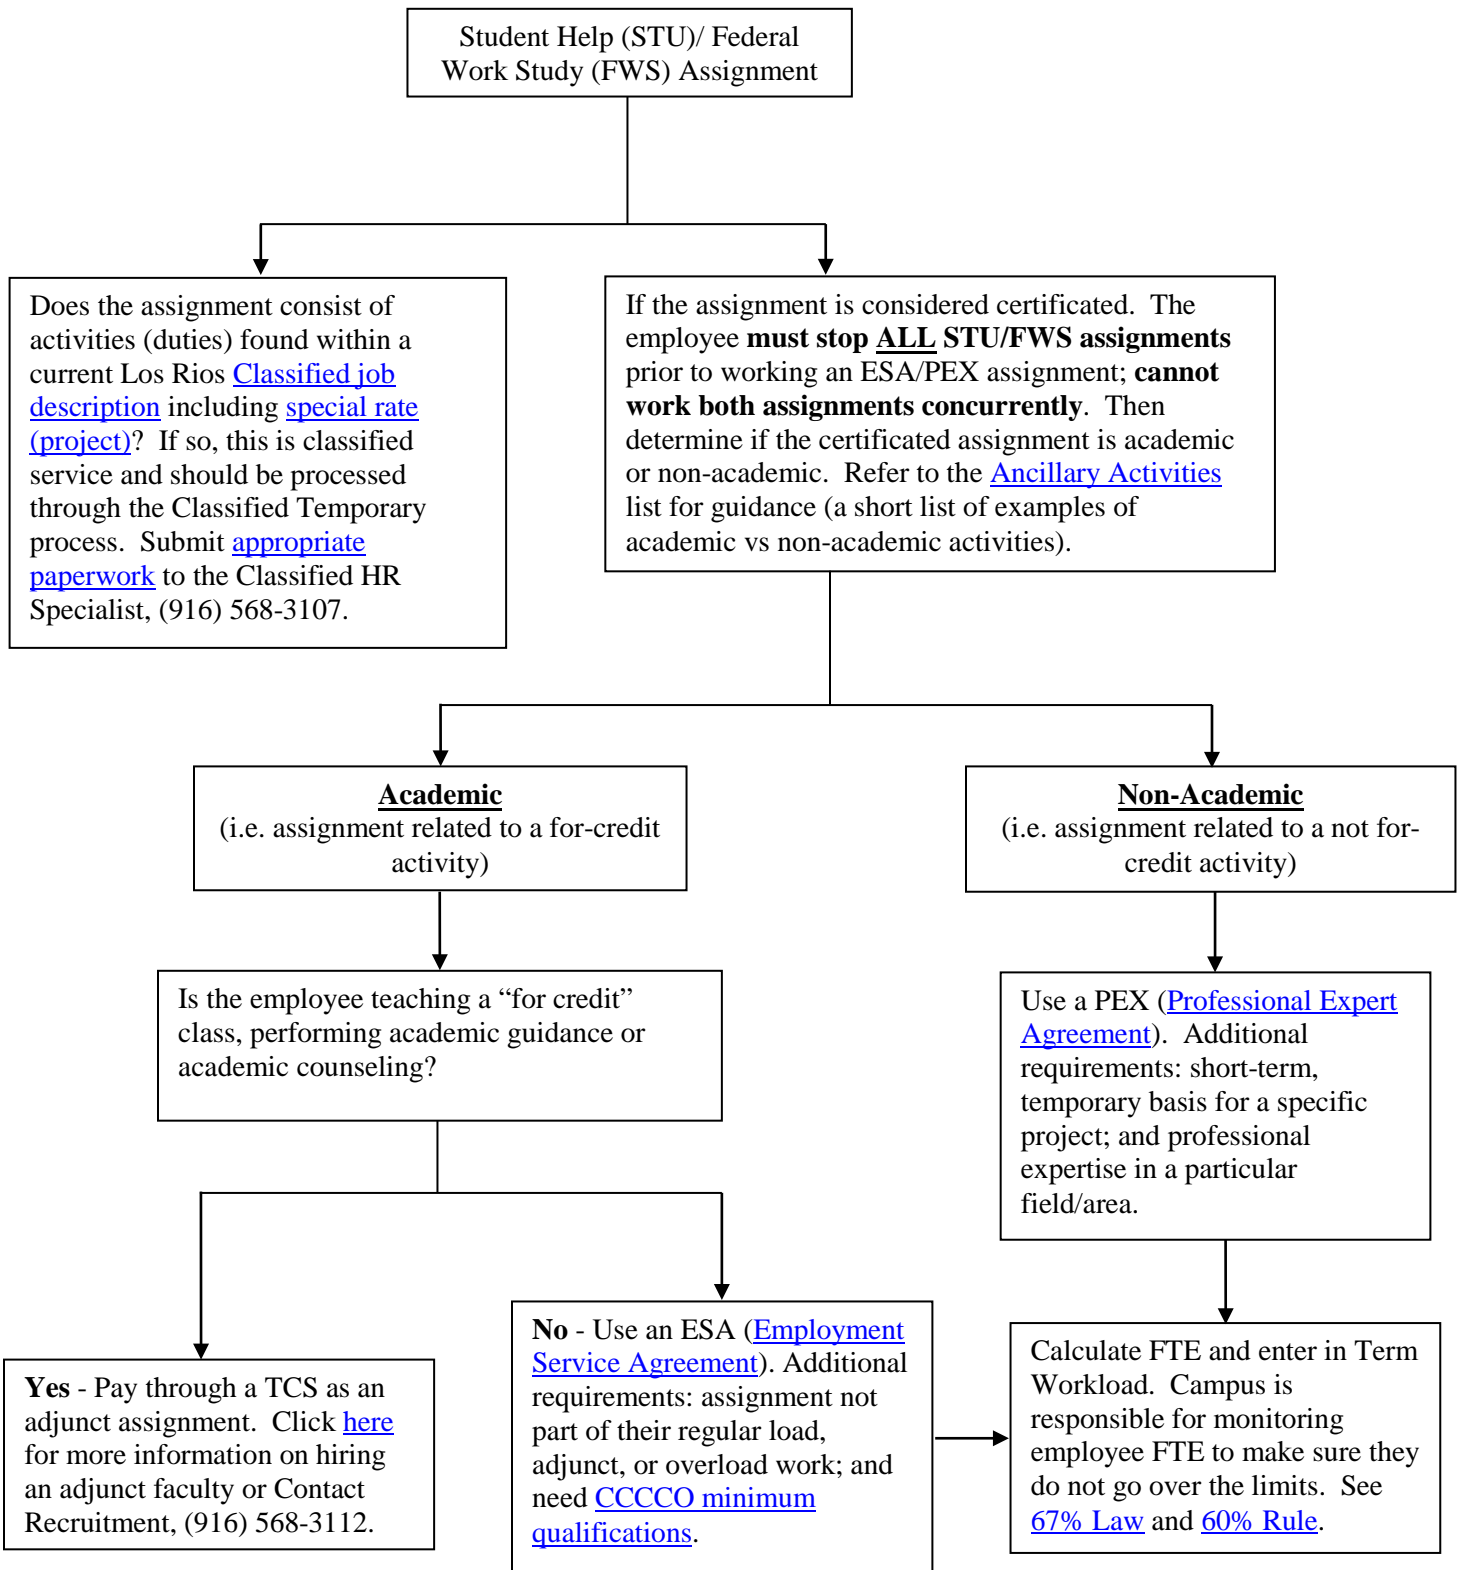 Student Help (STU)/ Federal
Work Study (FWS) Assignment
Does the assignment consist of
activities (duties) found within a
current Los Rios Classified job
description including special rate
(project)? If so, this is classified
service and should be processed
through the Classified Temporary
process. Submit appropriate
paperwork to the Classified HR
Specialist, (916) 568-3107.
If the assignment is considered certificated. The
employee must stop ALL STU/FWS assignments
prior to working an ESA/PEX assignment; cannot
work both assignments concurrently. Then
determine if the certificated assignment is academic
or non-academic. Refer to the Ancillary Activities
list for guidance (a short list of examples of
academic vs non-academic activities).
Academic
(i.e. assignment related to a for-credit
activity)
Non-Academic
(i.e. assignment related to a not for-
credit activity)
Is the employee teaching a “for credit”
class, performing academic guidance or
academic counseling?
Use a PEX (Professional Expert
Agreement). Additional
requirements: short-term,
temporary basis for a specific
project; and professional
expertise in a particular
field/area.
Yes - Pay through a TCS as an
adjunct assignment. Click here
for more information on hiring
an adjunct faculty or Contact
Recruitment, (916) 568-3112.
No - Use an ESA (Employment
Service Agreement). Additional
requirements: assignment not
part of their regular load,
adjunct, or overload work; and
need CCCCO minimum
qualifications.
Calculate FTE and enter in Term
Workload. Campus is
responsible for monitoring
employee FTE to make sure they
do not go over the limits. See
67% Law and 60% Rule.